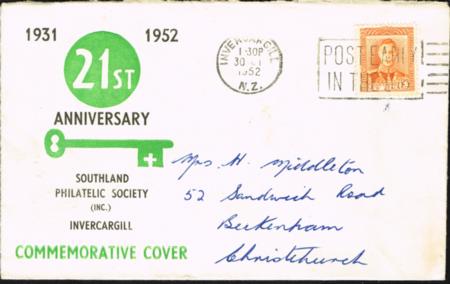 1931 1952
21ST
ANNIVERSARY
SOUTHLAND
PHILATELIC SOCIETY
(INC.)
INVERCARGILL
COMMEMORATIVE COVER
INVERCARGILL
1·30P
1952
N.Z.
POST EARLY
IN THE
Mrs. H. Middleton
52 Sandwich Road
Beckenham
Christchurch